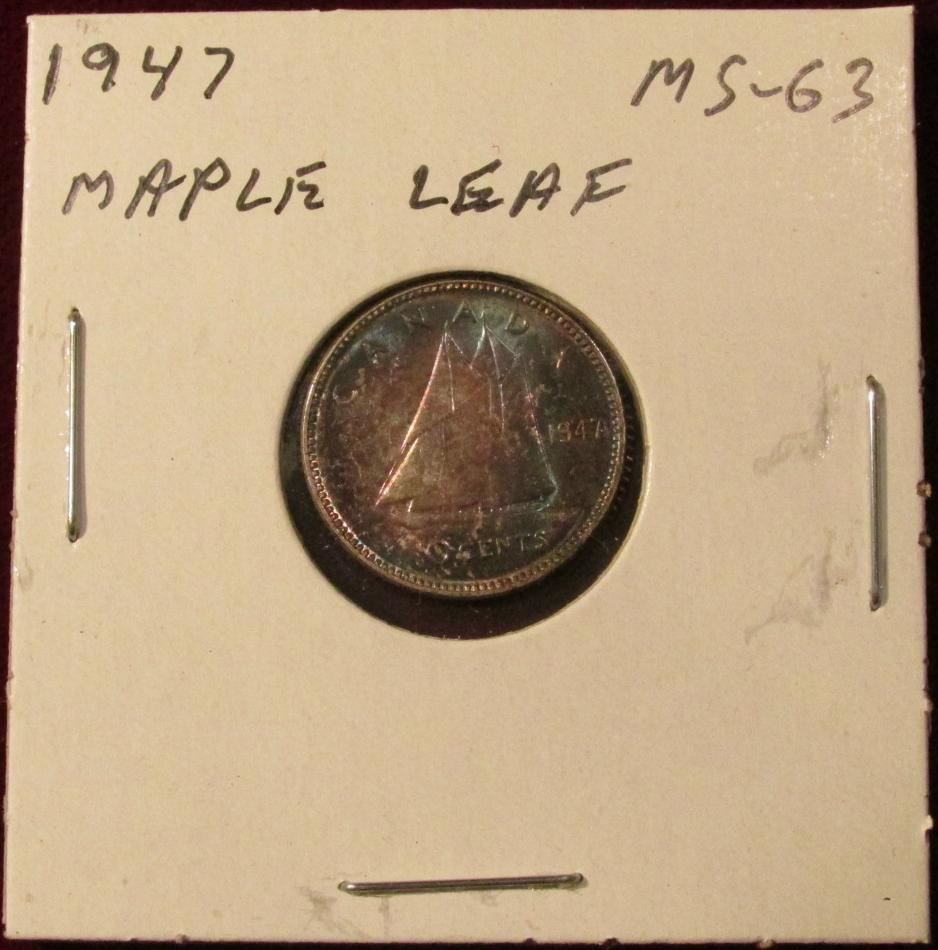 1947 MS-63
MAPLE LEAF
CANADA
1947
10 CENTS